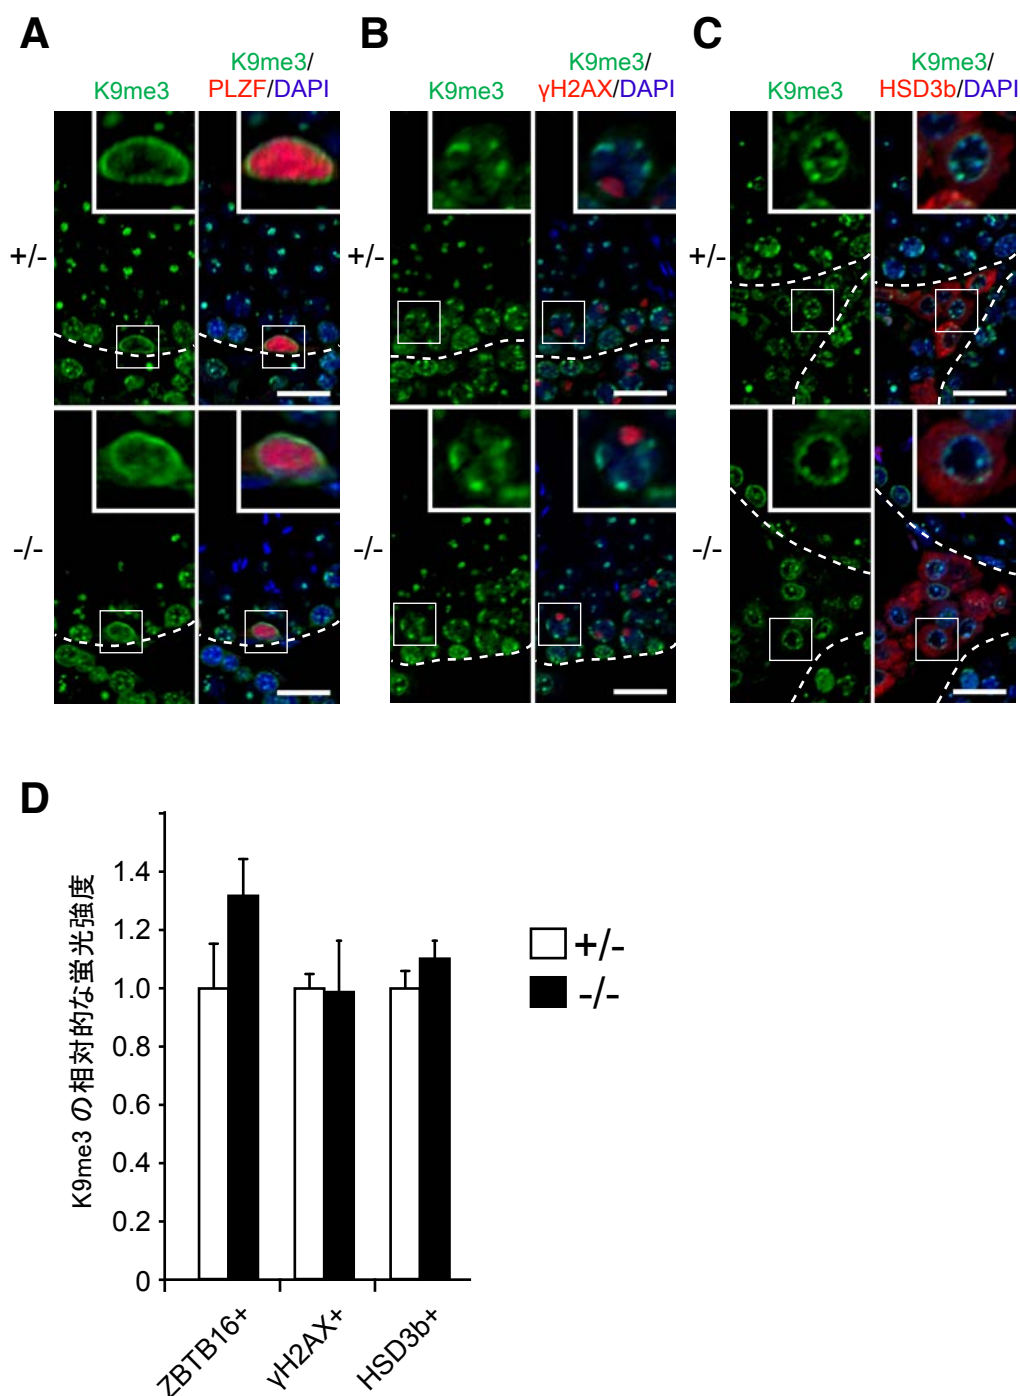 A
K9me3
K9me3/
PLZF/DAPI
+/-
-/-
B
K9me3
K9me3/
γH2AX/DAPI
+/-
-/-
C
K9me3
K9me3/
HSD3b/DAPI
+/-
-/-
D
K9me3 の相対的な蛍光強度
1.4
1.2
1.0
0.8
0.6
0.4
0.2
0
ZBTB16+
γH2AX+
HSD3b+
+/-
-/-